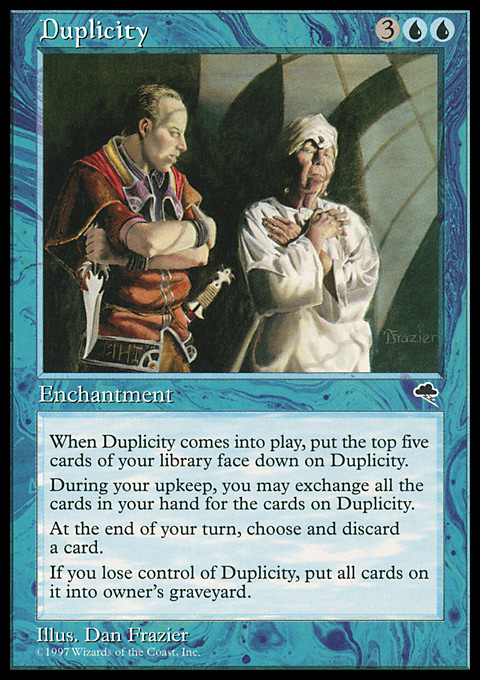 Duplicity 3
DFrazier
Enchantment
When Duplicity comes into play, put the top five
cards of your library face down on Duplicity.
During your upkeep, you may exchange all the
cards in your hand for the cards on Duplicity.
At the end of your turn, choose and discard
a card.
If you lose control of Duplicity, put all cards on
it into owner's graveyard.
Illus. Dan Frazier
©1997 Wizards of the Coast, Inc.